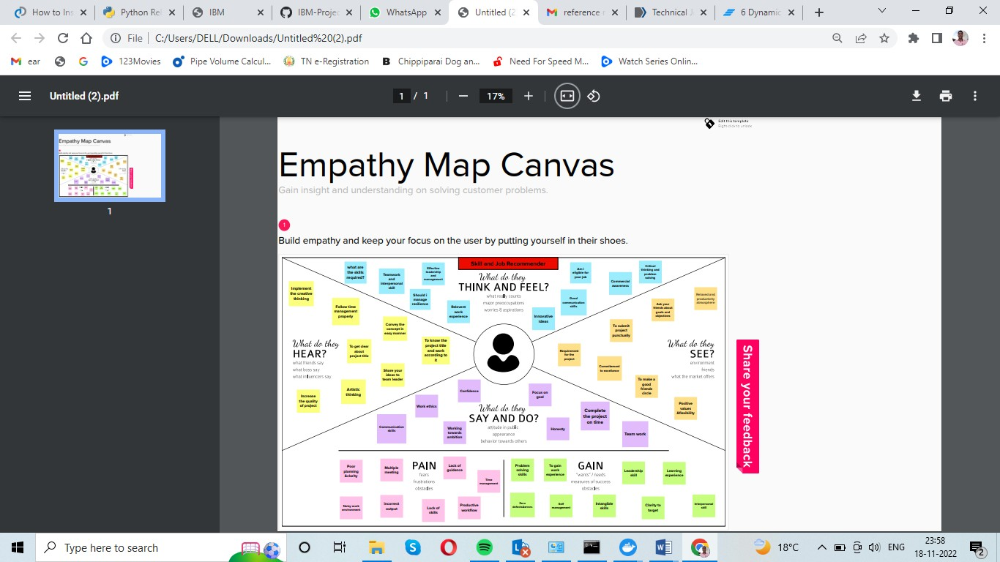 How to Ins
Python Rel
IBM
IBM-Projec
WhatsApp
Untitled (2
reference r
Technical J
6 Dynamic
File
C:/Users/DELL/Downloads/Untitled%20(2).pdf
ear
123Movies
Pipe Volume Calcul...
TN e-Registration
Chippiparai Dog an...
Need For Speed M...
Watch Series Online...
Untitled (2).pdf
1 / 1
17%
1
Edit this template
Right-click to unlock
Empathy Map Canvas
Gain insight and understanding on solving customer problems.
1
Build empathy and keep your focus on the user by putting yourself in their shoes.
Skill and Job Recommender
What do they
THINK AND FEEL?
what really counts
major preoccupations
worries & aspirations
what are
the skills
required?
Teamwork
and
interpersonal
skill
Effective
leadership
and
management
Should i
manage
resilience
Relevent
work
experience
Am i
eligible for
your job
Commercial
awareness
Critical
thinking and
problem
solving
Good
communication
skills
Innovative
ideas
Implement
the creative
thinking
Follow time
management
properly
Convey the
concept in
easy manner
What do they
HEAR?
what friends say
what boss say
what influencers say
To get clear
about
project title
To know the
project title
and work
according to
it
Share your
ideas to
team leader
Artistic
thinking
Increase
the quality
of project
Relaxed and
productivity
atmosphere
Ask your
friends about
goals and
objectives
To submit
project
punctually
What do they
SEE?
environment
friends
what the market offers
Requirement
for the
project
Commitement
to excellence
To make a
good
friends
circle
Positive
values
&flexibility
Confidence
Focus on
goal
Work ethics
What do they
SAY AND DO?
attitude in public
appearance
behavior towards others
Communication
skills
Working
towards
ambition
Honesty
Complete
the project
on time
Team work
Share your feedback
PAIN
fears
frustrations
obstacles
Poor
planning
&clarity
Multiple
meeting
Lack of
guidence
Time
management
Noisy work
environment
incorrect
output
Lack of
skills
Productive
workflow
GAIN
"wants" / needs
measures of success
obstacles
Problem
solving
skills
To gain
work
experience
Leadership
skill
Learning
experience
Zero
defects&errors
Self
management
Intangible
skills
Clarity to
target
Interpersonal
skill
Type here to search
18°C
ENG
23:58
18-11-2022
2